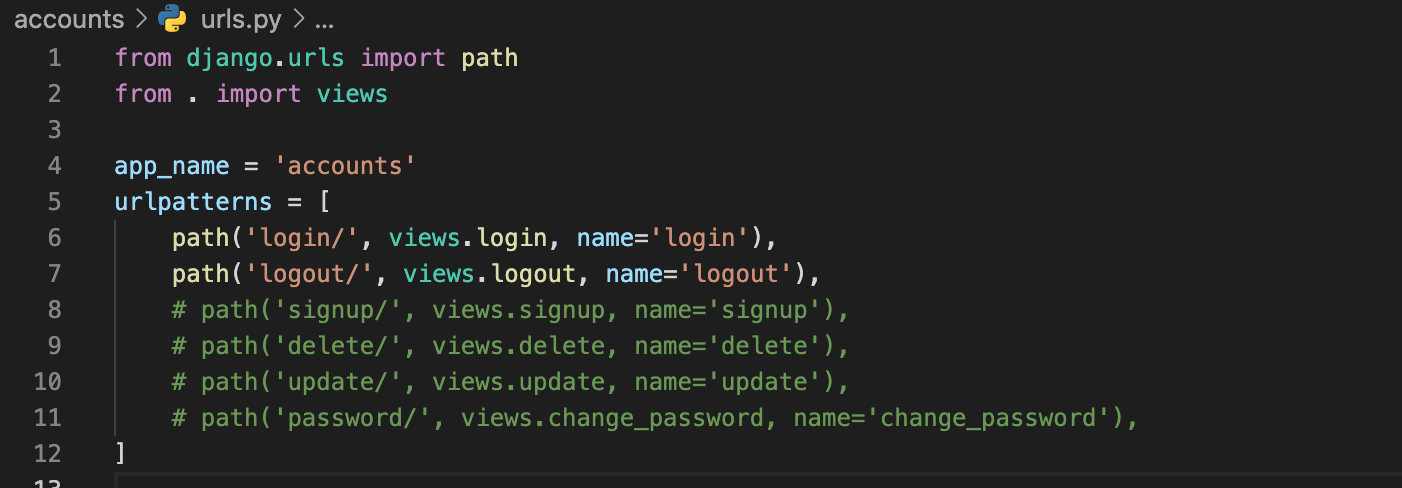 accounts > urls.py > ...
1 from django.urls import path
2 from . import views
3
4 app_name = 'accounts'
5 urlpatterns = [
6     path('login/', views.login, name='login'),
7     path('logout/', views.logout, name='logout'),
8     # path('signup/', views.signup, name='signup'),
9     # path('delete/', views.delete, name='delete'),
10     # path('update/', views.update, name='update'),
11     # path('password/', views.change_password, name='change_password'),
12 ]
13